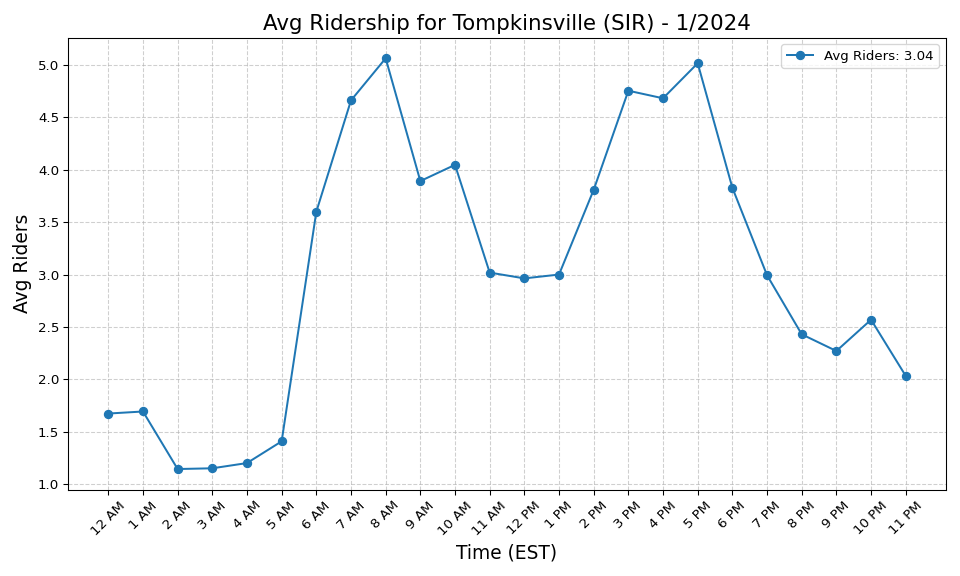 Avg Ridership for Tompkinsville (SIR) - 1/2024
Avg Riders: 3.04
Avg Riders
5.0
4.5
4.0
3.5
3.0
2.5
2.0
1.5
1.0
12 AM
1 AM
2 AM
3 AM
4 AM
5 AM
6 AM
7 AM
8 AM
9 AM
10 AM
11 AM
12 PM
1 PM
2 PM
3 PM
4 PM
5 PM
6 PM
7 PM
8 PM
9 PM
10 PM
11 PM
Time (EST)